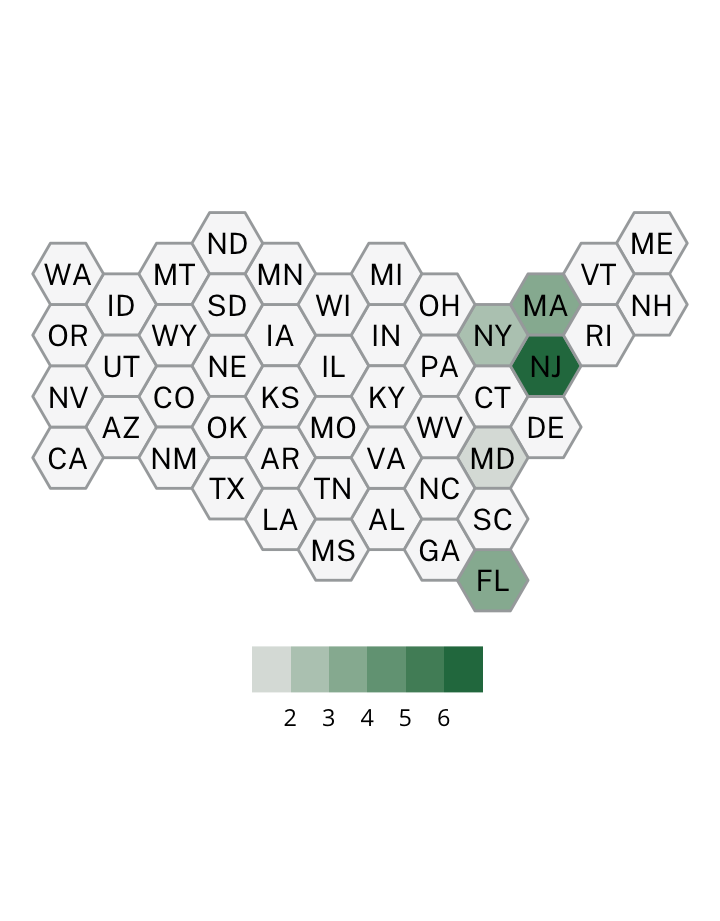 ME
ND
WA MT MN MI VT
ID SD WI OH MA NH
OR WY IA IN NY RI
UT NE IL PA NJ
NV CO KS KY CT
AZ OK MO WV DE
CA NM AR VA MD
TX TN NC
LA AL SC
MS GA
FL
2 3 4 5 6